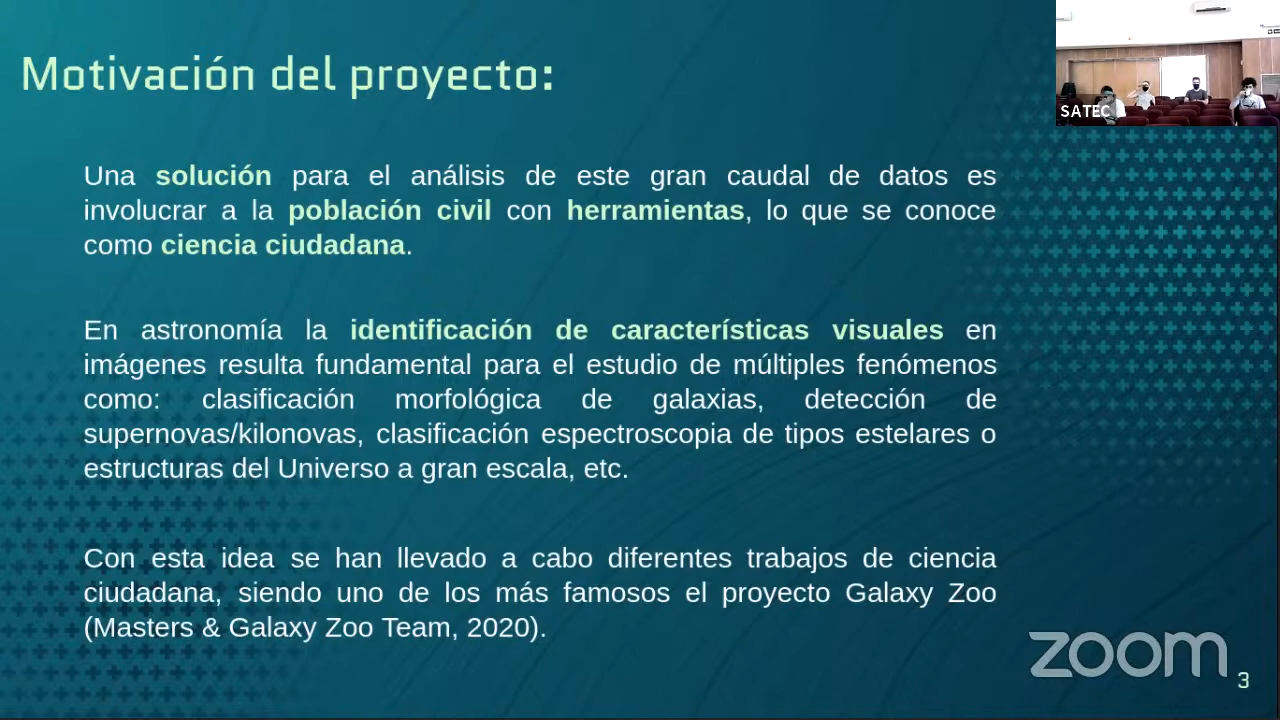 Motivación del proyecto:
SATEC
Una solución para el análisis de este gran caudal de datos es
involucrar a la población civil con herramientas, lo que se conoce
como ciencia ciudadana.
En astronomía la identificación de características visuales en
imágenes resulta fundamental para el estudio de múltiples fenómenos
como: clasificación morfológica de galaxias, detección de
supernovas/kilonovas, clasificación espectroscopia de tipos estelares o
estructuras del Universo a gran escala, etc.
Con esta idea se han llevado a cabo diferentes trabajos de ciencia
ciudadana, siendo uno de los más famosos el proyecto Galaxy Zoo
(Masters & Galaxy Zoo Team, 2020).
zoom
3